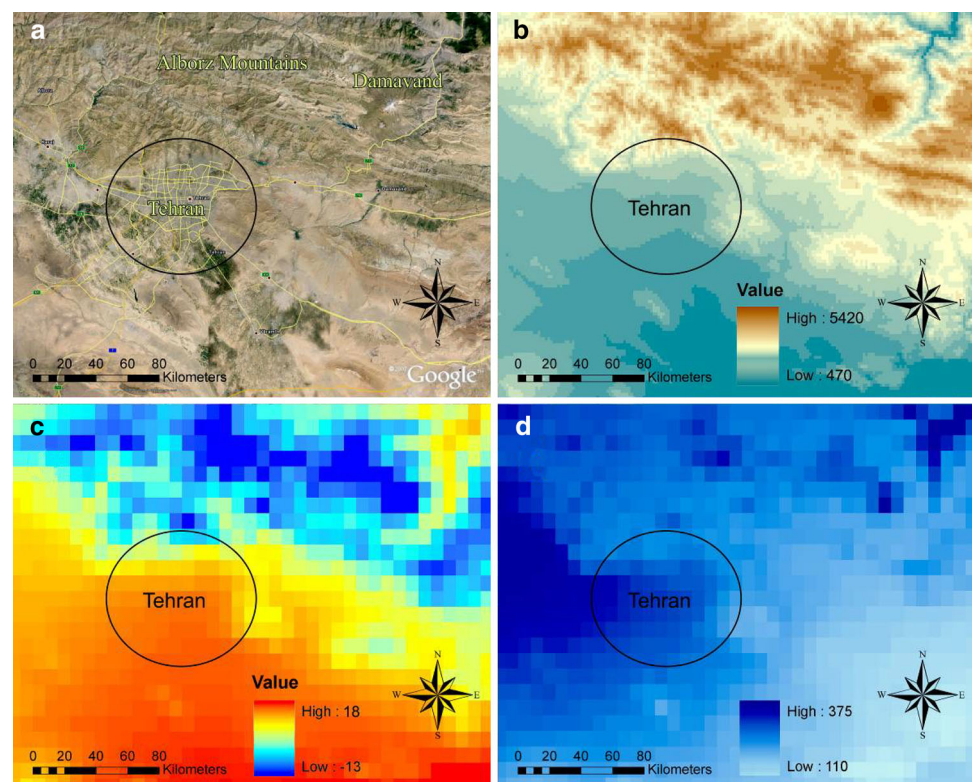 a
Alborz Mountains
Damavand
Tehran
N
W E
S
0 20 40 60 80
Kilometers
Google
b
Tehran
N
W E
S
Value
High : 5420
Low : 470
0 20 40 60 80
Kilometers
c
Tehran
N
W E
S
Value
High : 18
Low : -13
0 20 40 60 80
Kilometers
d
Tehran
N
W E
S
High : 375
Low : 110
0 20 40 60 80
Kilometers